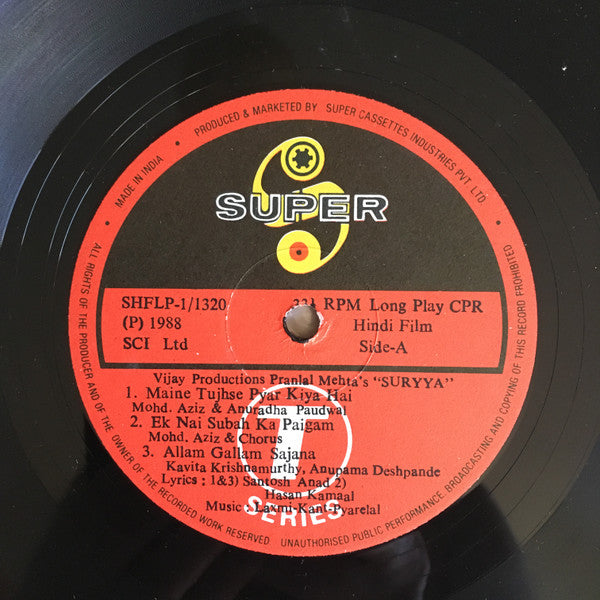 MADE IN INDIA • PRODUCED & MARKETED BY SUPER CASSETTES INDUSTRIES PVT. LTD.
SUPER
SHFLP-1/1320 33⅓ RPM Long Play CPR
(P) 1988 Hindi Film
SCI Ltd Side-A
Vijay Productions Pranlal Mehta's "SURYYA"
1. Maine Tujhse Pyar Kiya Hai
Mohd. Aziz & Anuradha Paudwal
2. Ek Nai Subah Ka Paigam
Mohd. Aziz & Chorus
3. Allam Gallam Sajana
Kavita Krishnamurthy, Anupama Deshpande
Lyrics : 1&3) Santosh Anad 2)
Hasan Kamaal
Music : Laxmi-Kant-Pyarelal
T
SERIES
ALL RIGHTS OF THE PRODUCER AND OF THE OWNER OF THE RECORDED WORK RESERVED. UNAUTHORISED PUBLIC PERFORMANCE, BROADCASTING AND COPYING OF THIS RECORD PROHIBITED